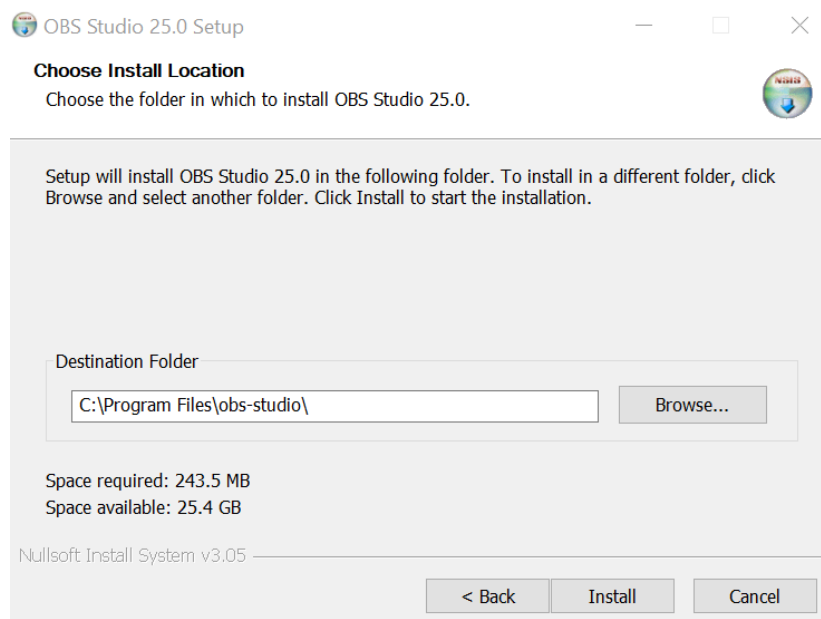 OBS Studio 25.0 Setup
Choose Install Location
Choose the folder in which to install OBS Studio 25.0.
NSIS
Setup will install OBS Studio 25.0 in the following folder. To install in a different folder, click
Browse and select another folder. Click Install to start the installation.
Destination Folder
C:\Program Files\obs-studio\
Browse...
Space required: 243.5 MB
Space available: 25.4 GB
Nullsoft Install System v3.05
< Back
Install
Cancel